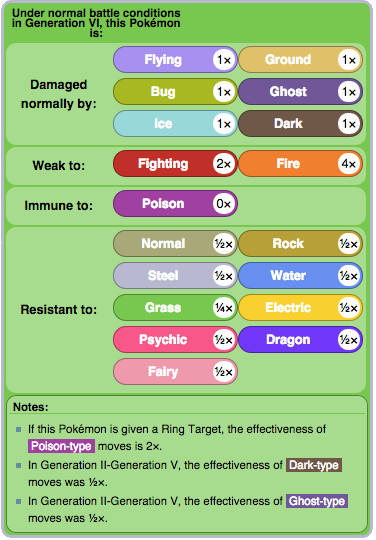 Under normal battle conditions
in Generation VI, this Pokémon
is:
Damaged
normally by:
Flying 1× Ground 1×
Bug 1× Ghost 1×
Ice 1× Dark 1×
Weak to: Fighting 2× Fire 4×
Immune to: Poison 0×
Resistant to:
Normal ½× Rock ½×
Steel ½× Water ½×
Grass ¼× Electric ½×
Psychic ½× Dragon ½×
Fairy ½×
Notes:
If this Pokémon is given a Ring Target, the effectiveness of
Poison-type moves is 2×.
In Generation II-Generation V, the effectiveness of Dark-type
moves was ½×.
In Generation II-Generation V, the effectiveness of Ghost-type
moves was ½×.